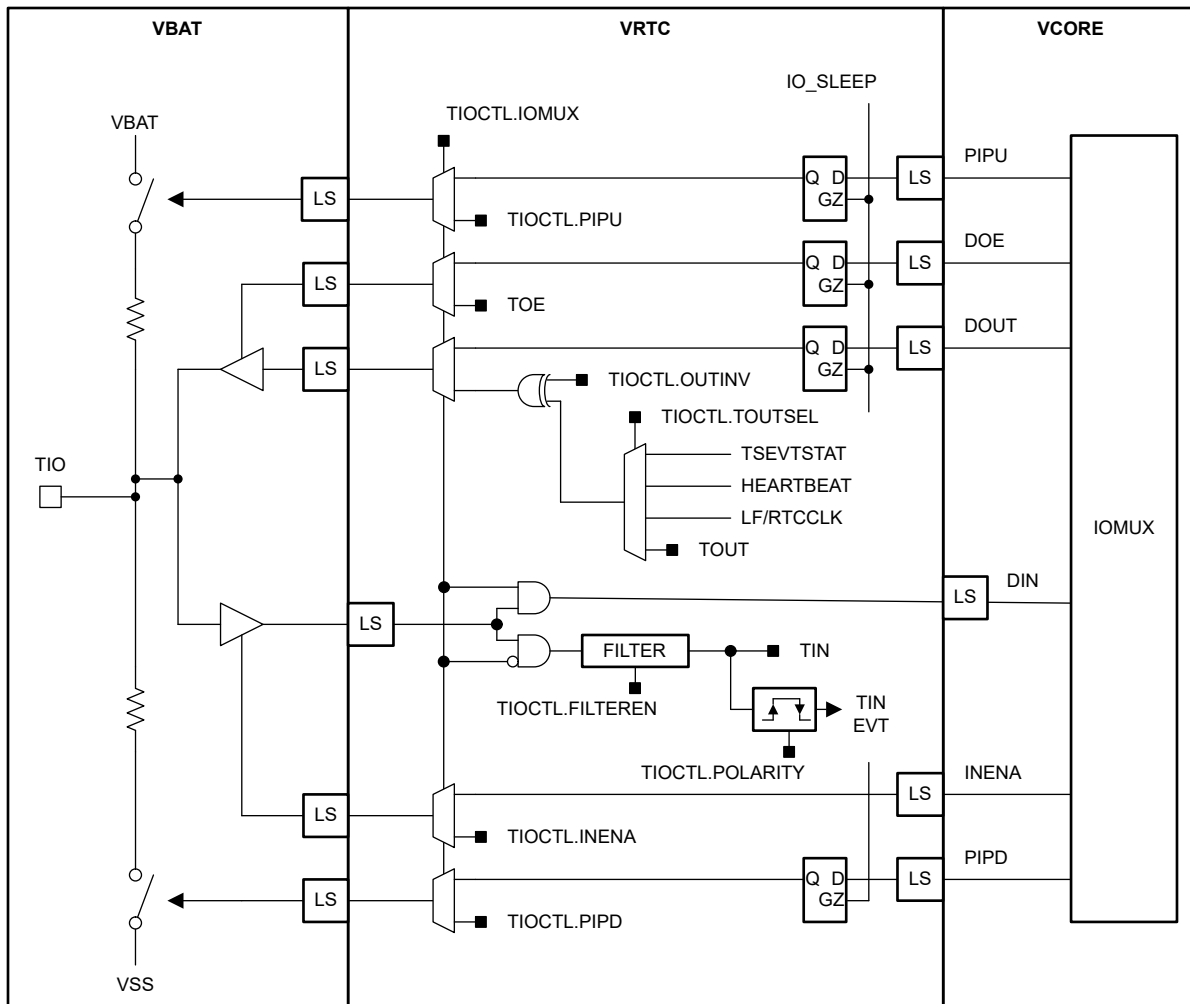 VBAT
VRTC
VCORE
IO_SLEEP
TIOCTL.IOMUX
VBAT
PIPU
LS
Q D
GZ
LS
TIOCTL.PIPU
DOE
LS
Q D
GZ
LS
TOE
DOUT
LS
Q D
GZ
LS
TIOCTL.OUTINV
TIOCTL.TOUTSEL
TSEVTSTAT
TIO
HEARTBEAT
LF/RTCCLK
TOUT
IOMUX
DIN
LS
LS
FILTER
TIN
TIOCTL.FILTEREN
TIN
EVT
TIOCTL.POLARITY
INENA
LS
LS
TIOCTL.INENA
PIPD
LS
Q D
GZ
LS
TIOCTL.PIPD
VSS